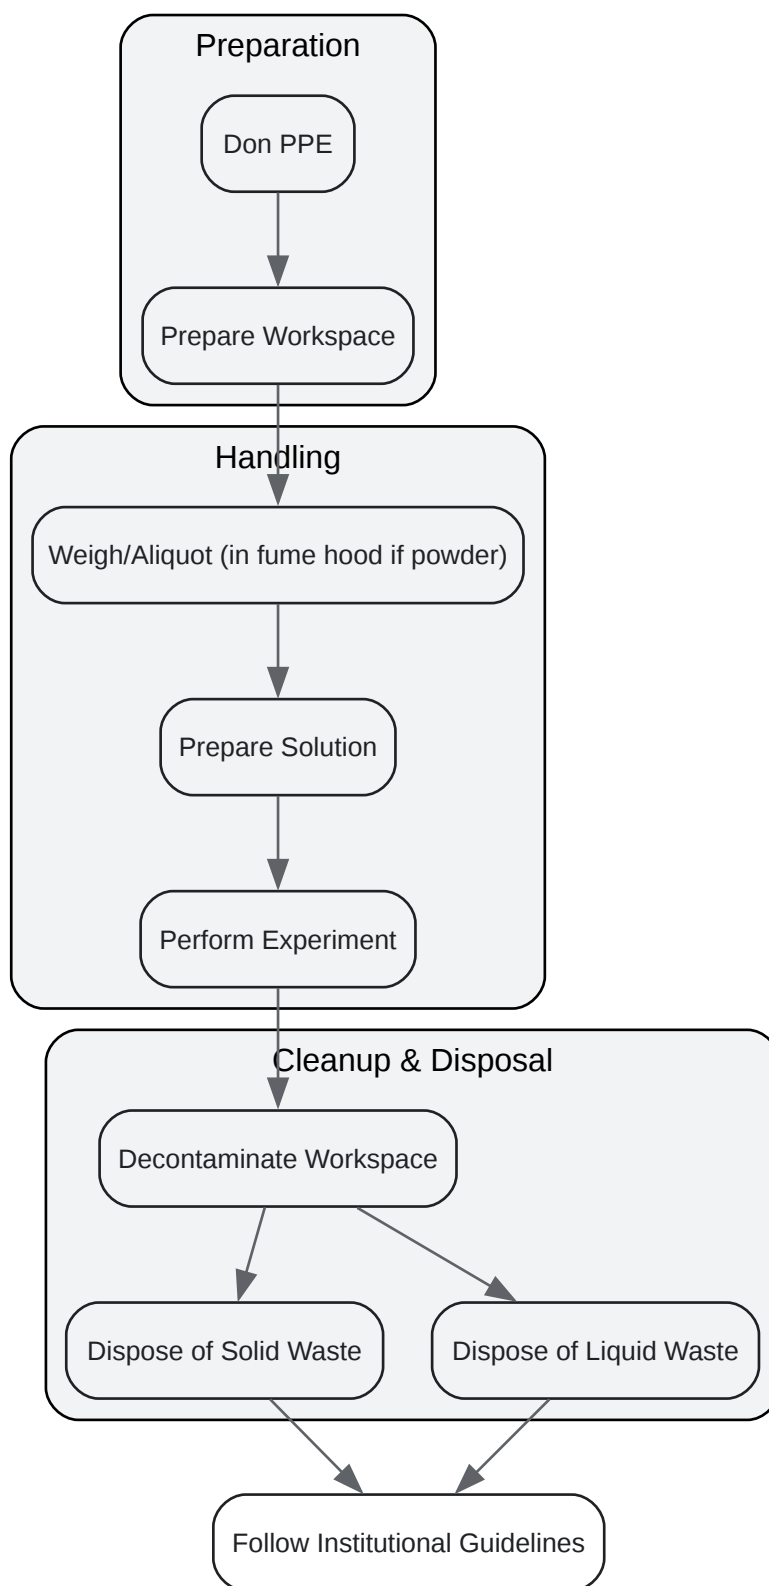 Preparation
Don PPE
Prepare Workspace
Handling
Weigh/Aliquot (in fume hood if powder)
Prepare Solution
Perform Experiment
Cleanup & Disposal
Decontaminate Workspace
Dispose of Solid Waste
Dispose of Liquid Waste
Follow Institutional Guidelines